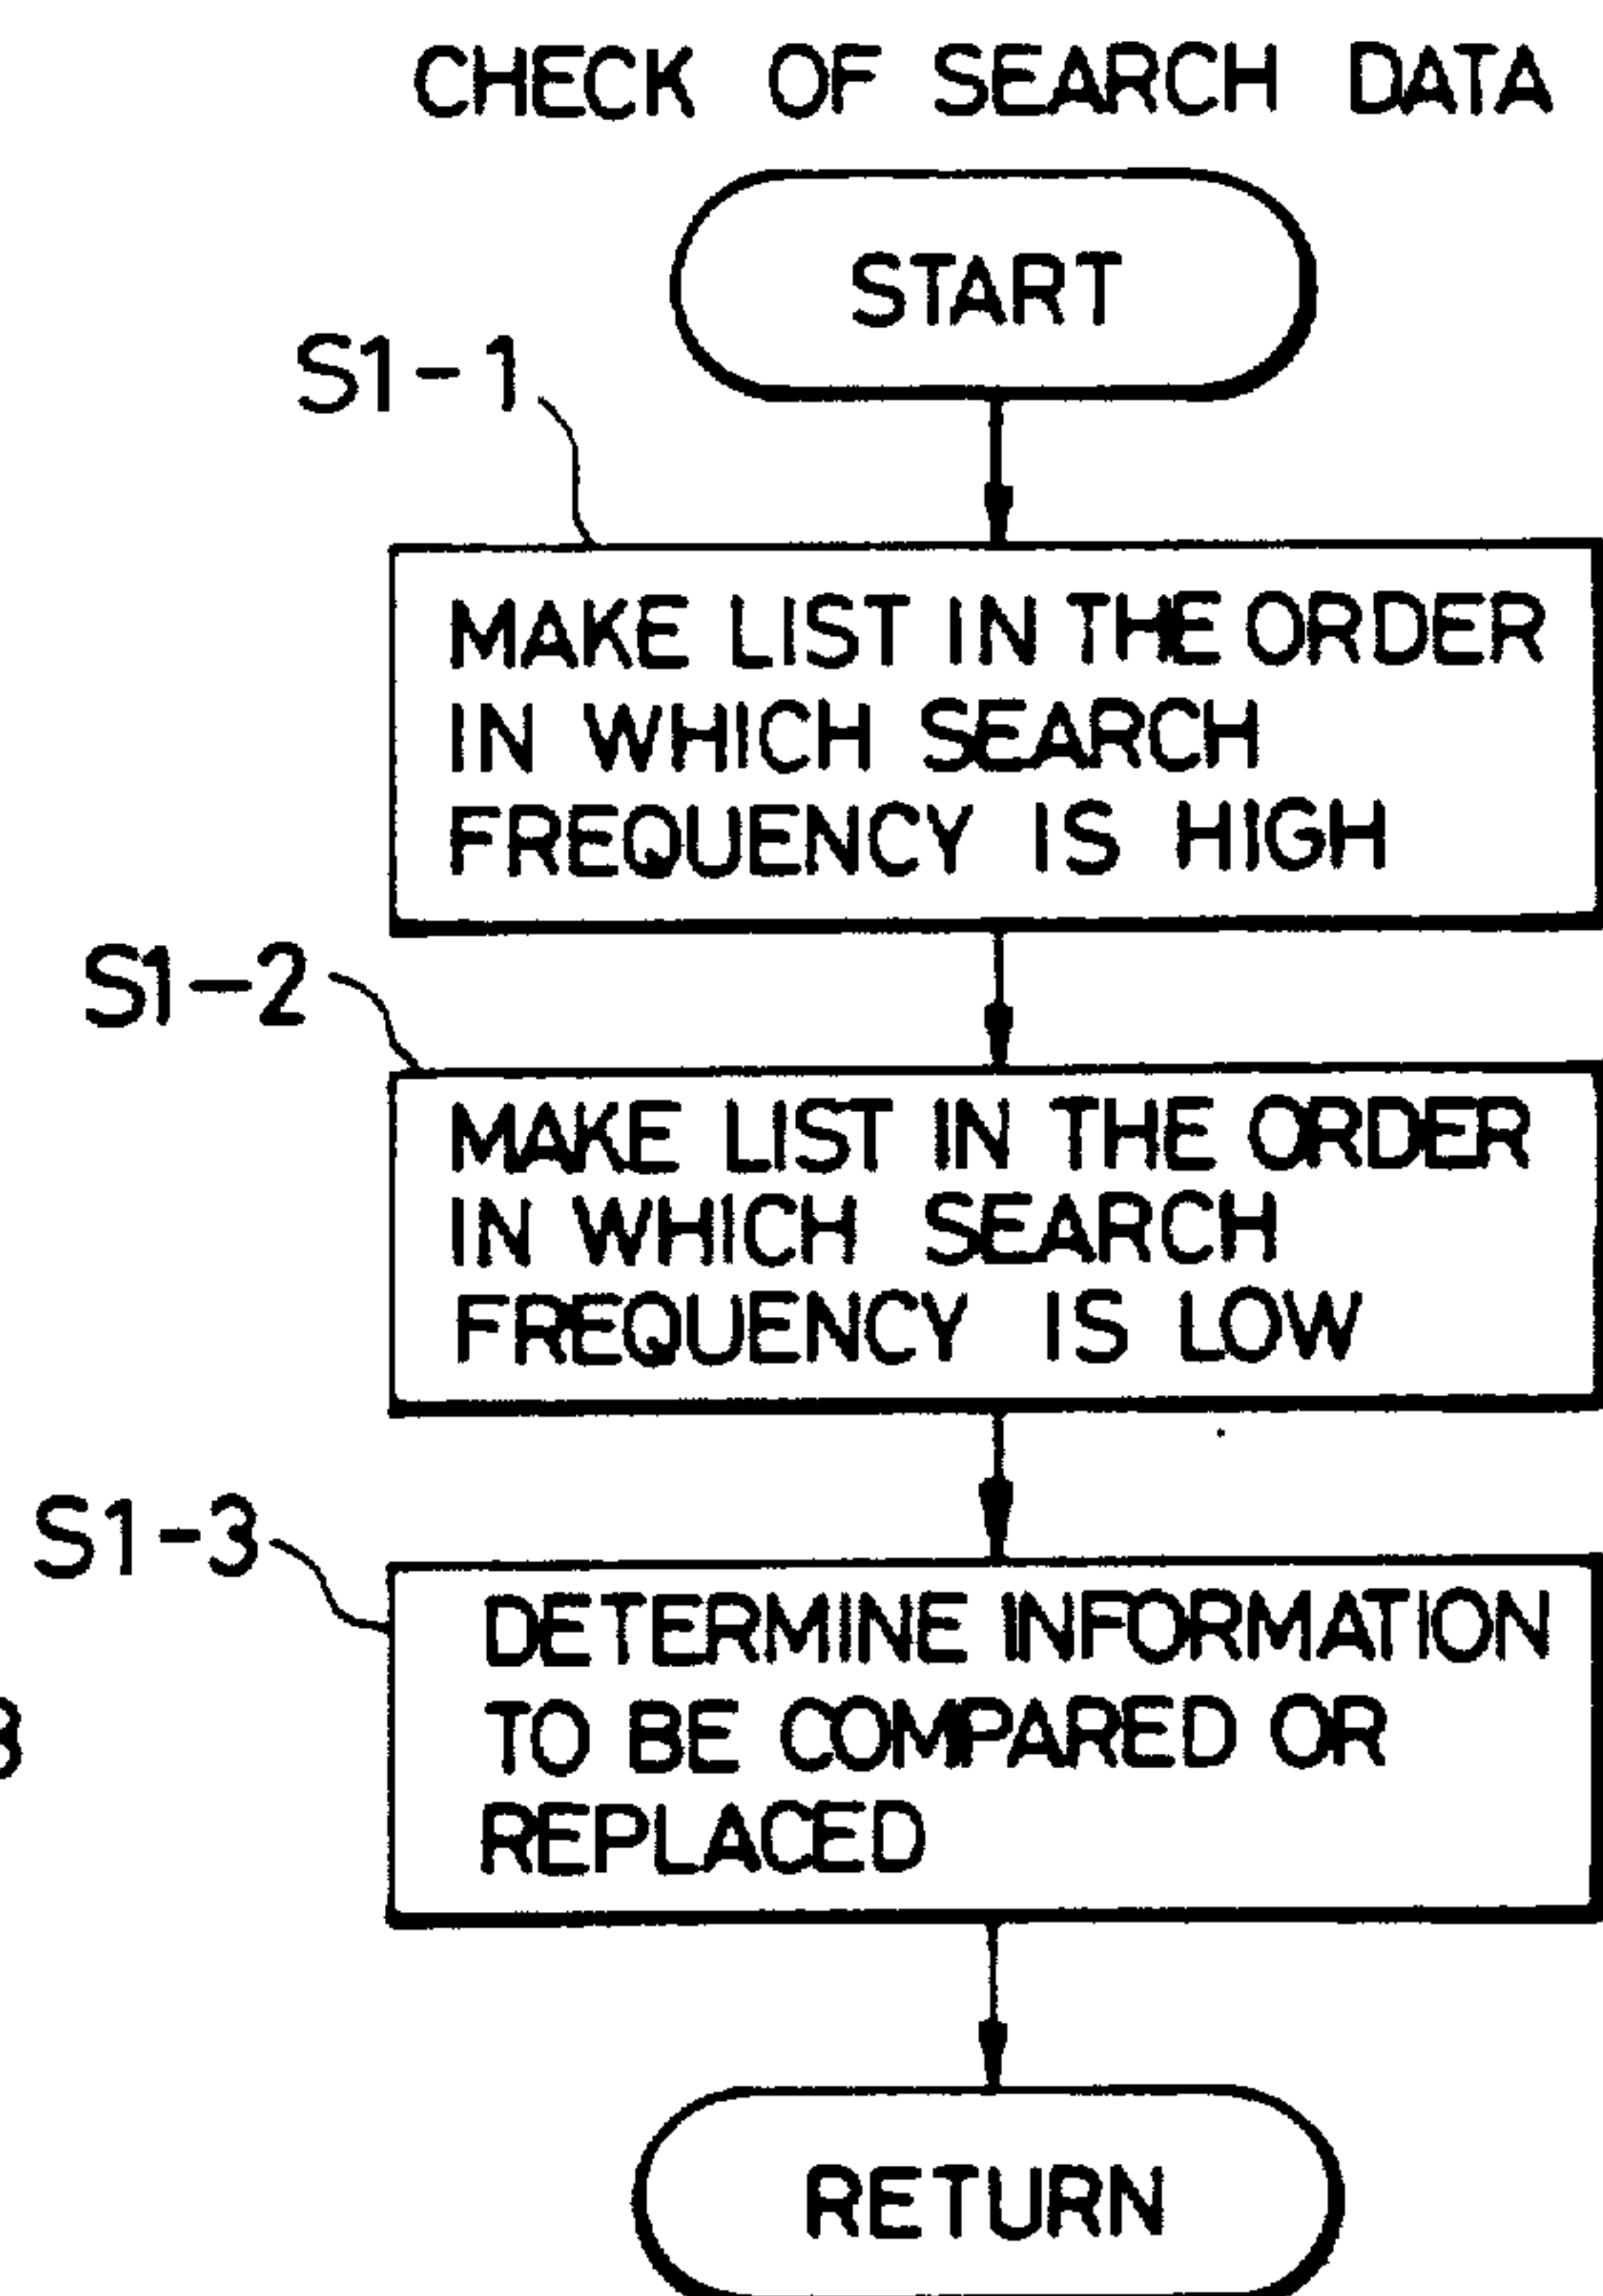 CHECK OF SEARCH DATA
START
S1-1
MAKE LIST IN THE ORDER
IN WHICH SEARCH
FREQUENCY IS HIGH
S1-2
MAKE LIST IN THE ORDER
IN WHICH SEARCH
FREQUENCY IS LOW
S1-3
DETERMINE INFORMATION
TO BE COMPARED OR
REPLACED
RETURN